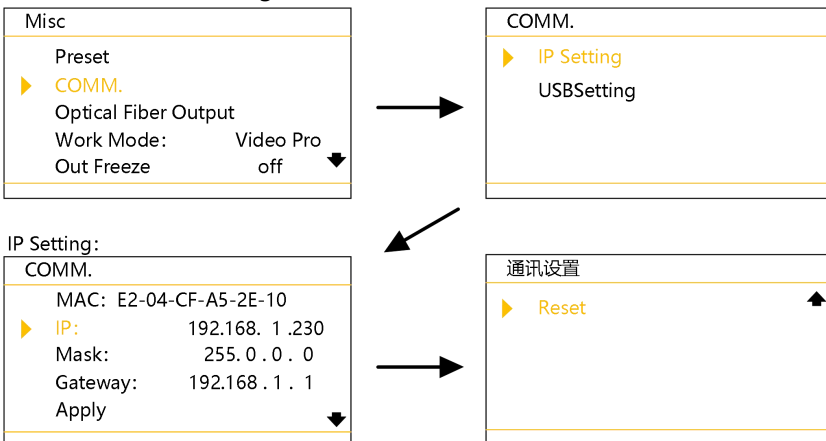 Misc
Preset
COMM.
Optical Fiber Output
Work Mode: Video Pro
Out Freeze off
COMM.
IP Setting
USBSetting
IP Setting:
COMM.
MAC: E2-04-CF-A5-2E-10
IP: 192.168. 1 .230
Mask: 255. 0 . 0 . 0
Gateway: 192.168 . 1 . 1
Apply
通讯设置
Reset